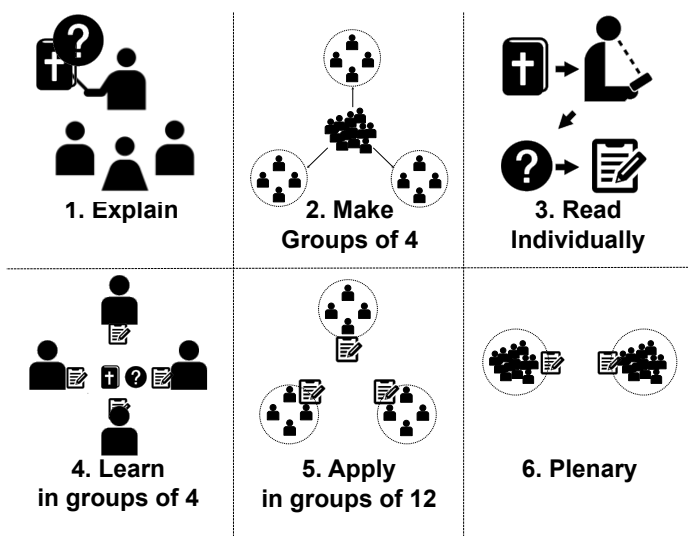 ?
1. Explain
2. Make
Groups of 4
?
3. Read
Individually
?
4. Learn
in groups of 4
5. Apply
in groups of 12
6. Plenary